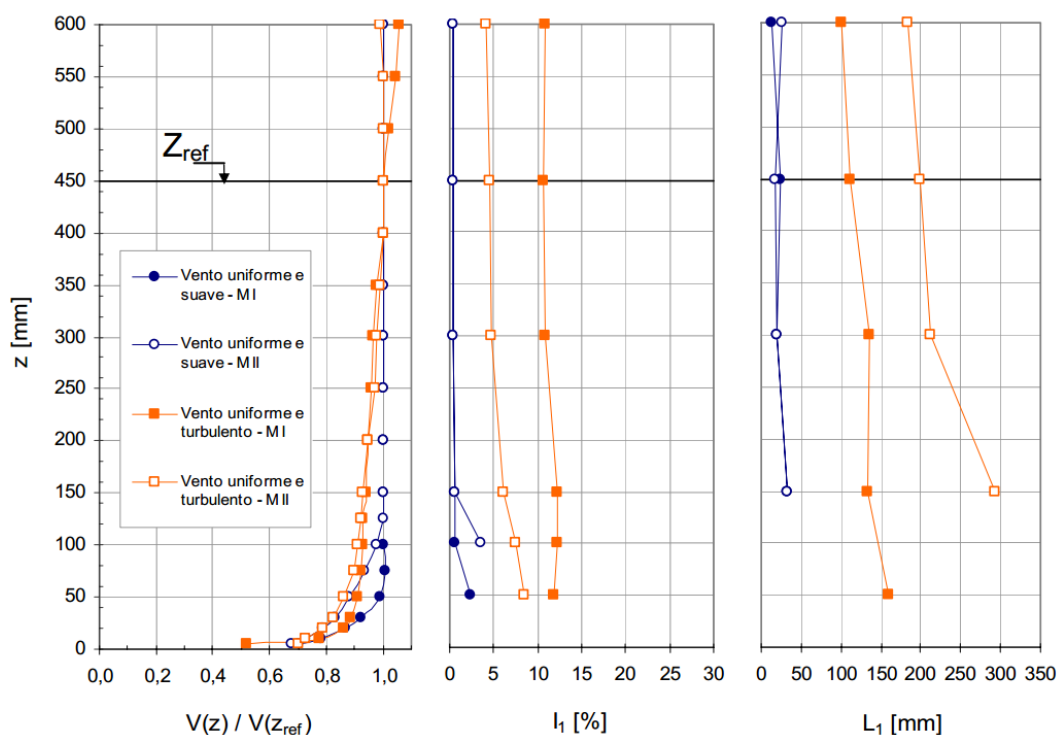 600
550
500
450
400
350
300
250
200
150
100
50
0
z [mm]
Zref
Vento uniforme e
suave - M I
Vento uniforme e
suave - M II
Vento uniforme e
turbulento - M I
Vento uniforme e
turbulento - M II
0,0 0,2 0,4 0,6 0,8 1,0
V(z) / V(zref)
0 5 10 15 20 25 30
I1 [%]
0 50 100 150 200 250 300 350
L1 [mm]